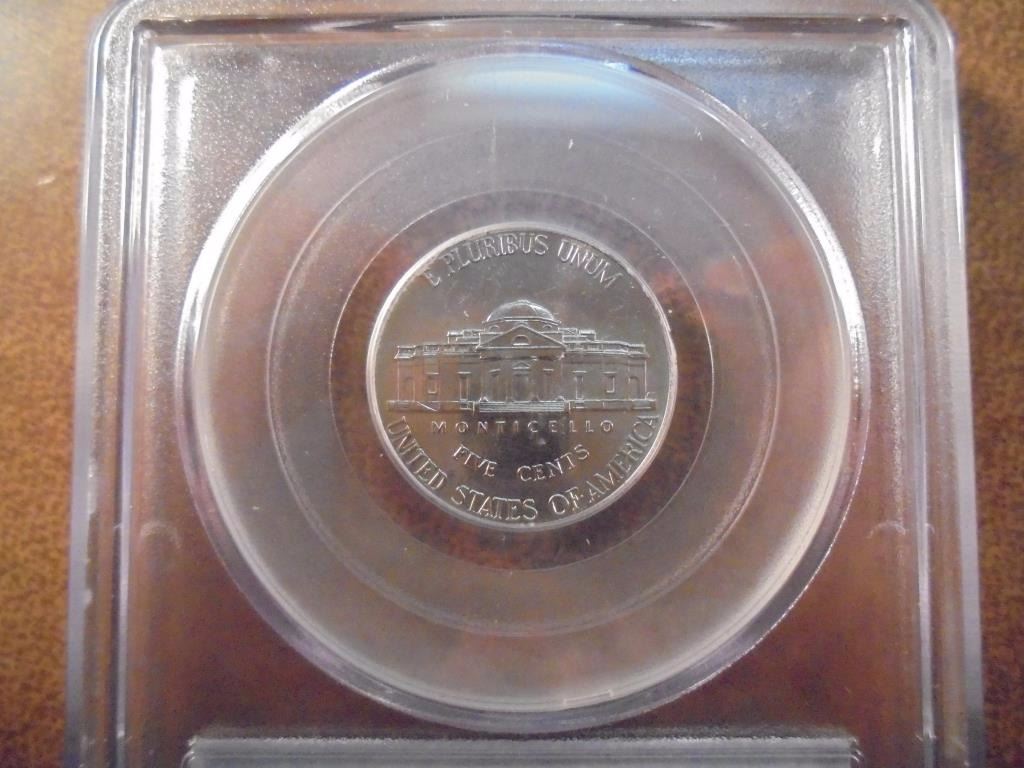 E PLURIBUS UNUM
MONTICELLO
FIVE CENTS
UNITED STATES OF AMERICA